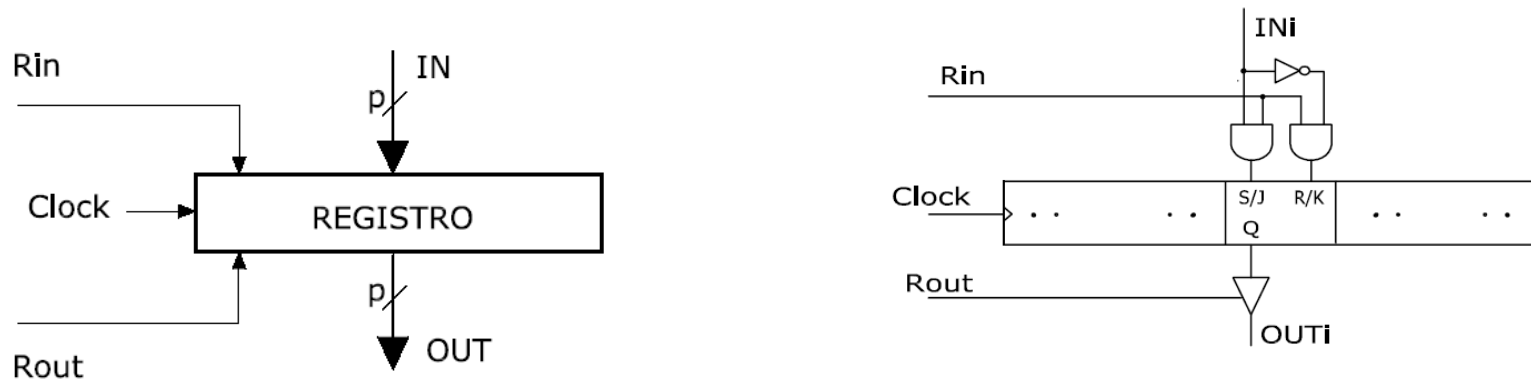 Rin
IN
p
Clock
REGISTRO
p
OUT
Rout
INi
Rin
Clock
S/J R/K
Q
Rout
OUTi